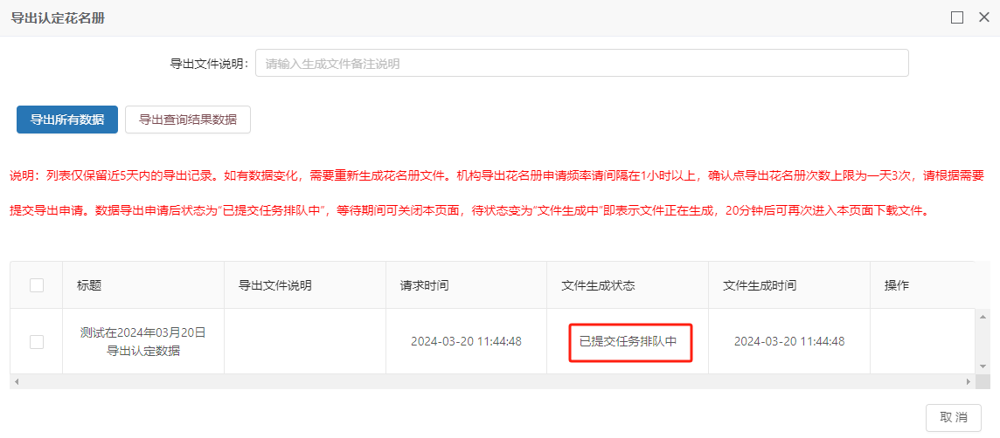 导出认定花名册
导出文件说明：
请输入生成文件备注说明
导出所有数据
导出查询结果数据
说明：列表仅保留近5天内的导出记录。如有数据变化，需要重新生成花名册文件。机构导出花名册申请频率请间隔在1小时以上，确认点导出花名册次数上限为一天3次，请根据需要
提交导出申请。数据导出申请后状态为“已提交任务排队中”，等待期间可关闭本页面，待状态变为“文件生成中”即表示文件正在生成，20分钟后可再次进入本页面下载文件。
标题
导出文件说明
请求时间
文件生成状态
文件生成时间
操作
测试在2024年03月20日
导出认定数据
2024-03-20 11:44:48
已提交任务排队中
2024-03-20 11:44:48
取 消